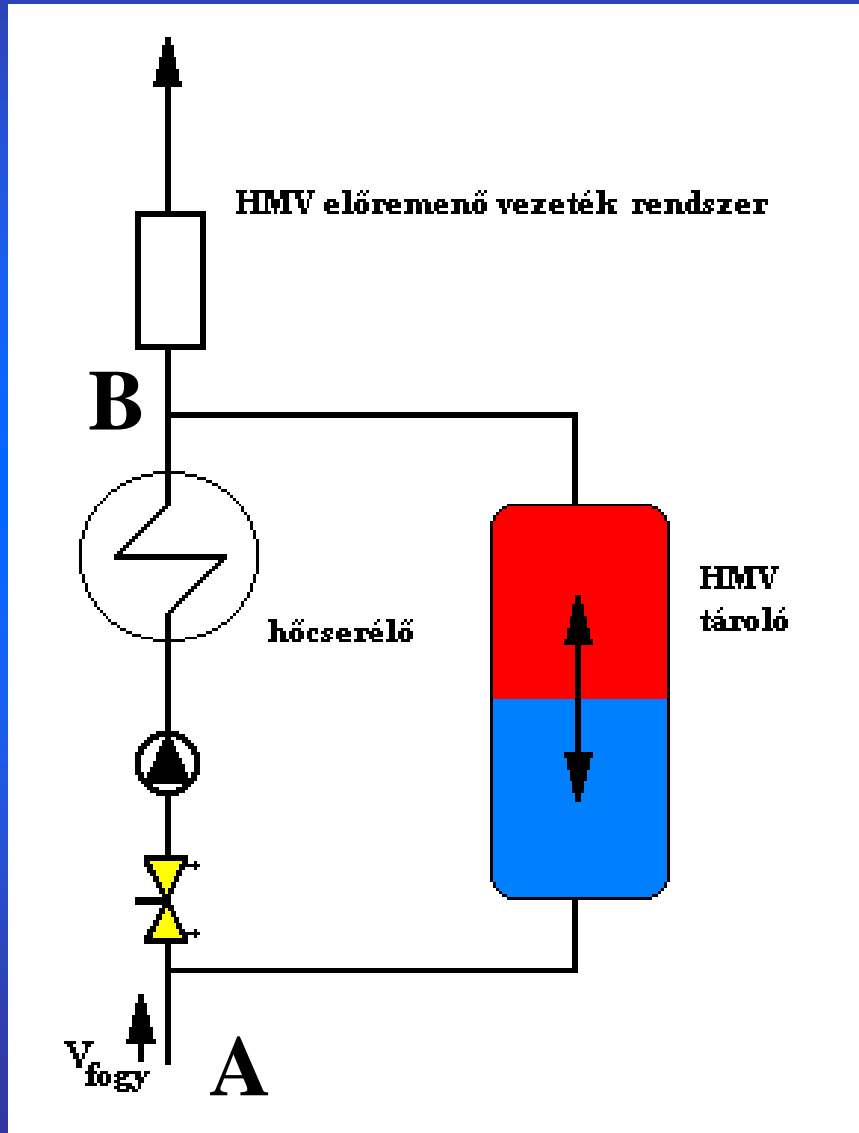 HMV előremenő vezeték rendszer
B
HMV
tároló
hőcserélő
V fogy
A